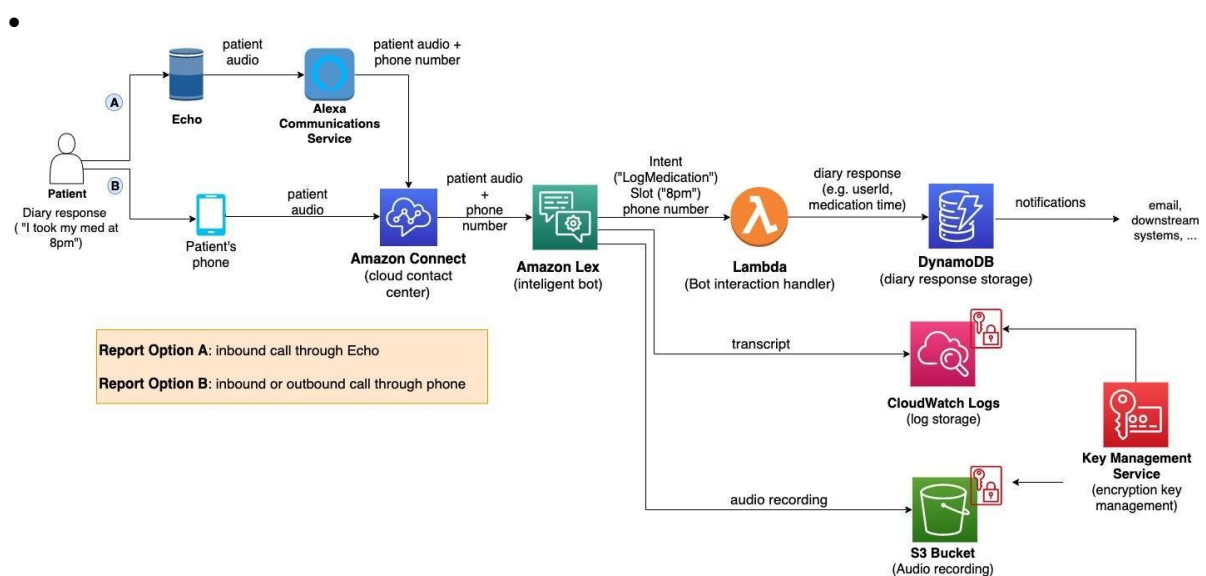 patient
audio
patient audio +
phone number
A
Echo
Alexa
Communications
Service
Patient
Diary response
( "I took my med at
8pm")
B
Patient's
phone
patient
audio
Amazon Connect
(cloud contact
center)
patient audio
+
phone
number
Amazon Lex
(inteligent bot)
Intent
("LogMedication")
Slot ("8pm")
phone number
Lambda
(Bot interaction handler)
diary response
(e.g. userId,
medication time)
DynamoDB
(diary response storage)
notifications
email,
downstream
systems, ...
Report Option A: inbound call through Echo
Report Option B: inbound or outbound call through phone
transcript
CloudWatch Logs
(log storage)
Key Management
Service
(encryption key
management)
audio recording
S3 Bucket
(Audio recording)